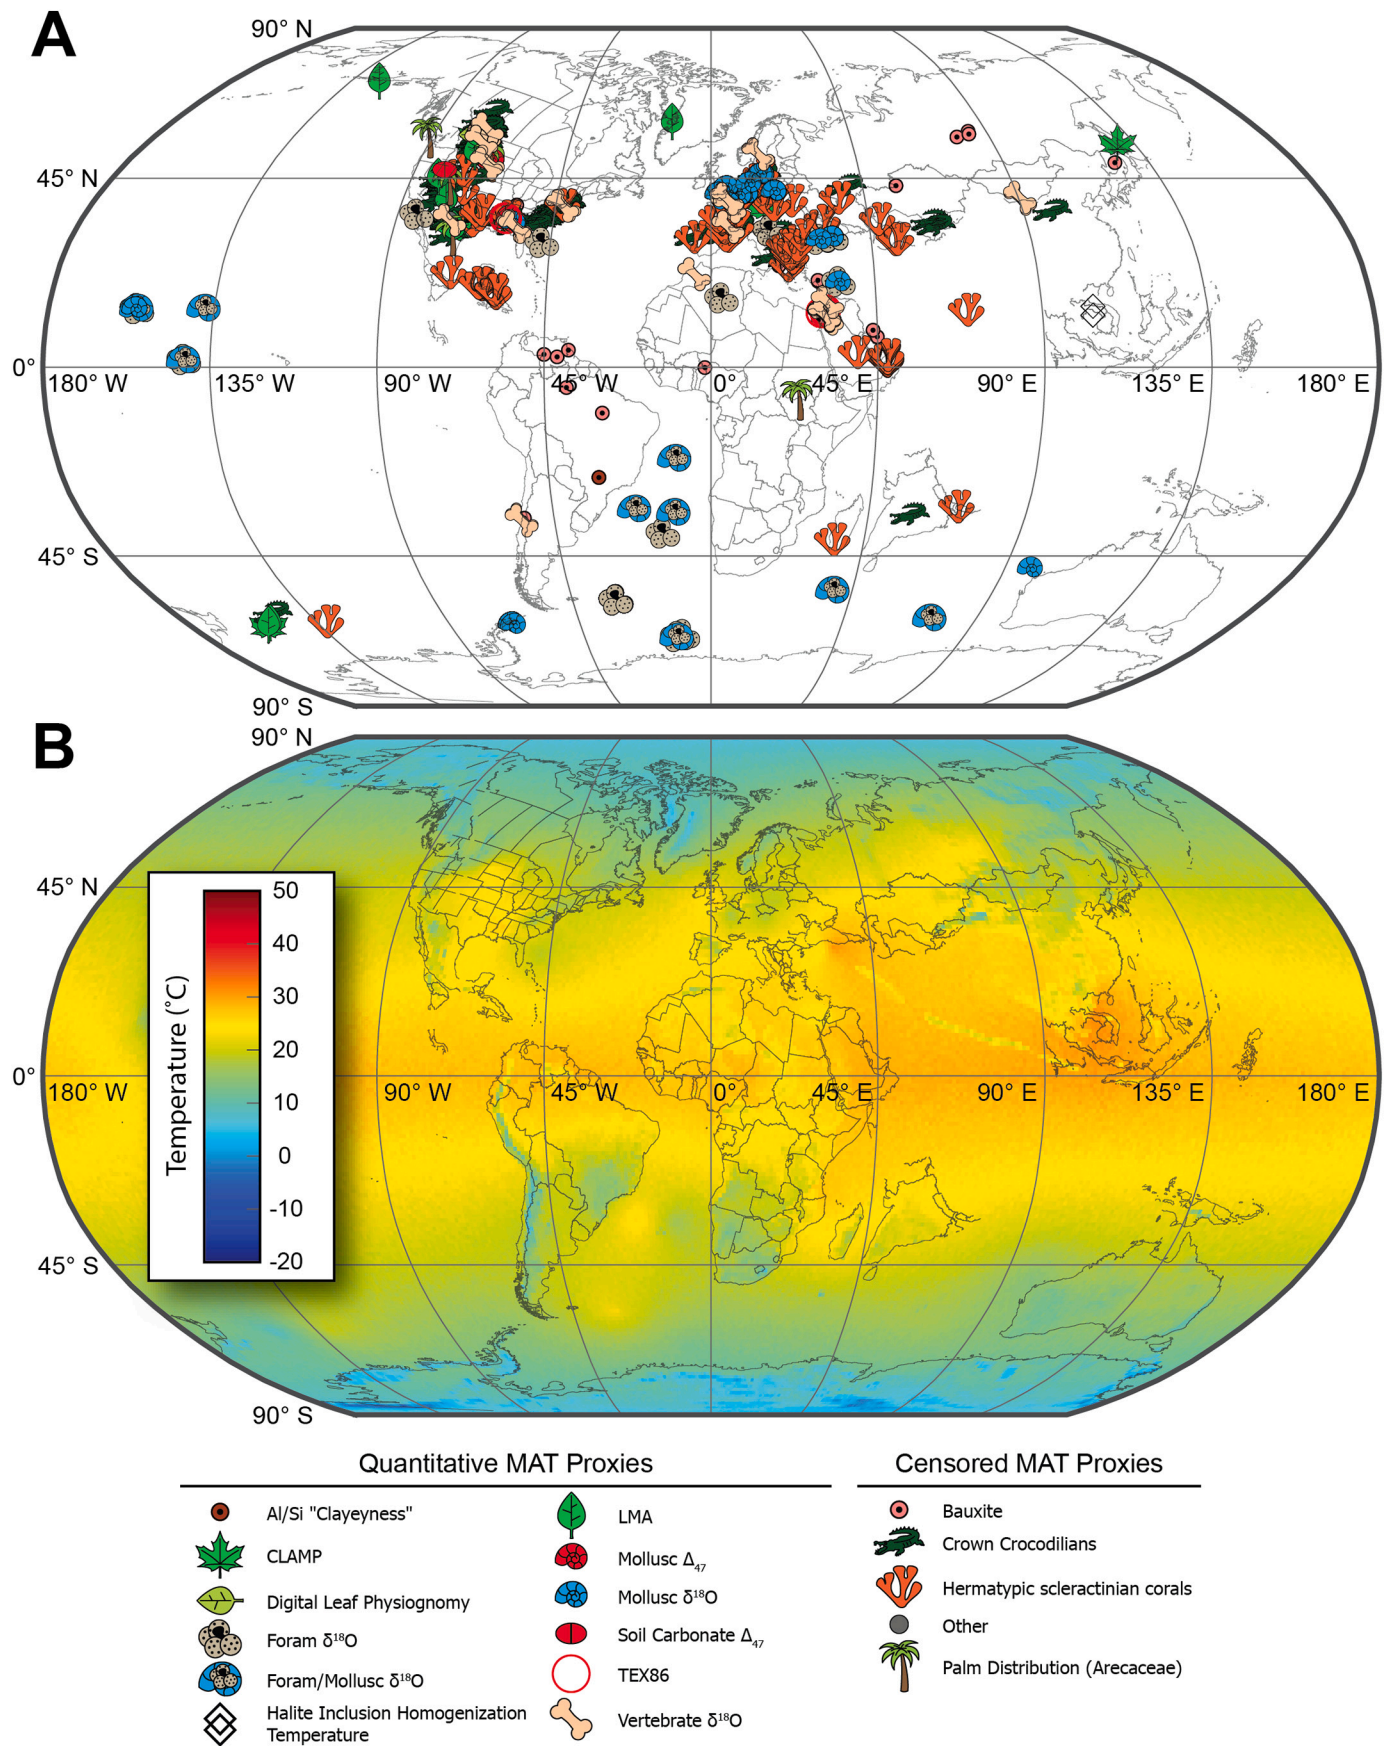 A
90° N
45° N
0°
180° W
135° W
90° W
45° W
0°
45° E
90° E
135° E
180° E
45° S
90° S
B
90° N
45° N
50
40
30
20
10
0
-10
-20
Temperature (˚C)
0°
180° W
90° W
45° W
0°
45° E
90° E
135° E
180° E
45° S
90° S
Quantitative MAT Proxies
Al/Si "Clayeyness"
CLAMP
Digital Leaf Physiognomy
Foram δ¹⁸O
Foram/Mollusc δ¹⁸O
Halite Inclusion Homogenization
Temperature
LMA
Mollusc Δ₄₇
Mollusc δ¹⁸O
Soil Carbonate Δ₄₇
TEX86
Vertebrate δ¹⁸O
Censored MAT Proxies
Bauxite
Crown Crocodilians
Hermatypic scleractinian corals
Other
Palm Distribution (Arecaceae)